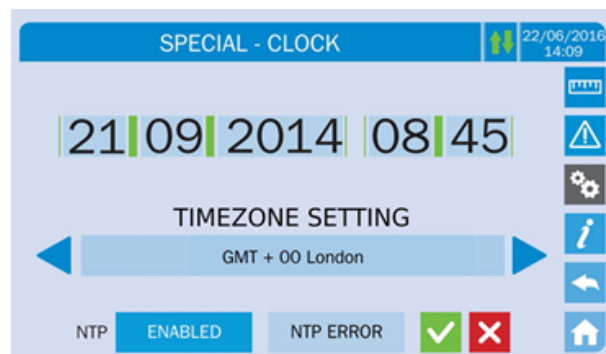 SPECIAL - CLOCK
22/06/2016
14:09
21 09 2014 08 45
TIMEZONE SETTING
GMT + 00 London
NTP ENABLED NTP ERROR
i